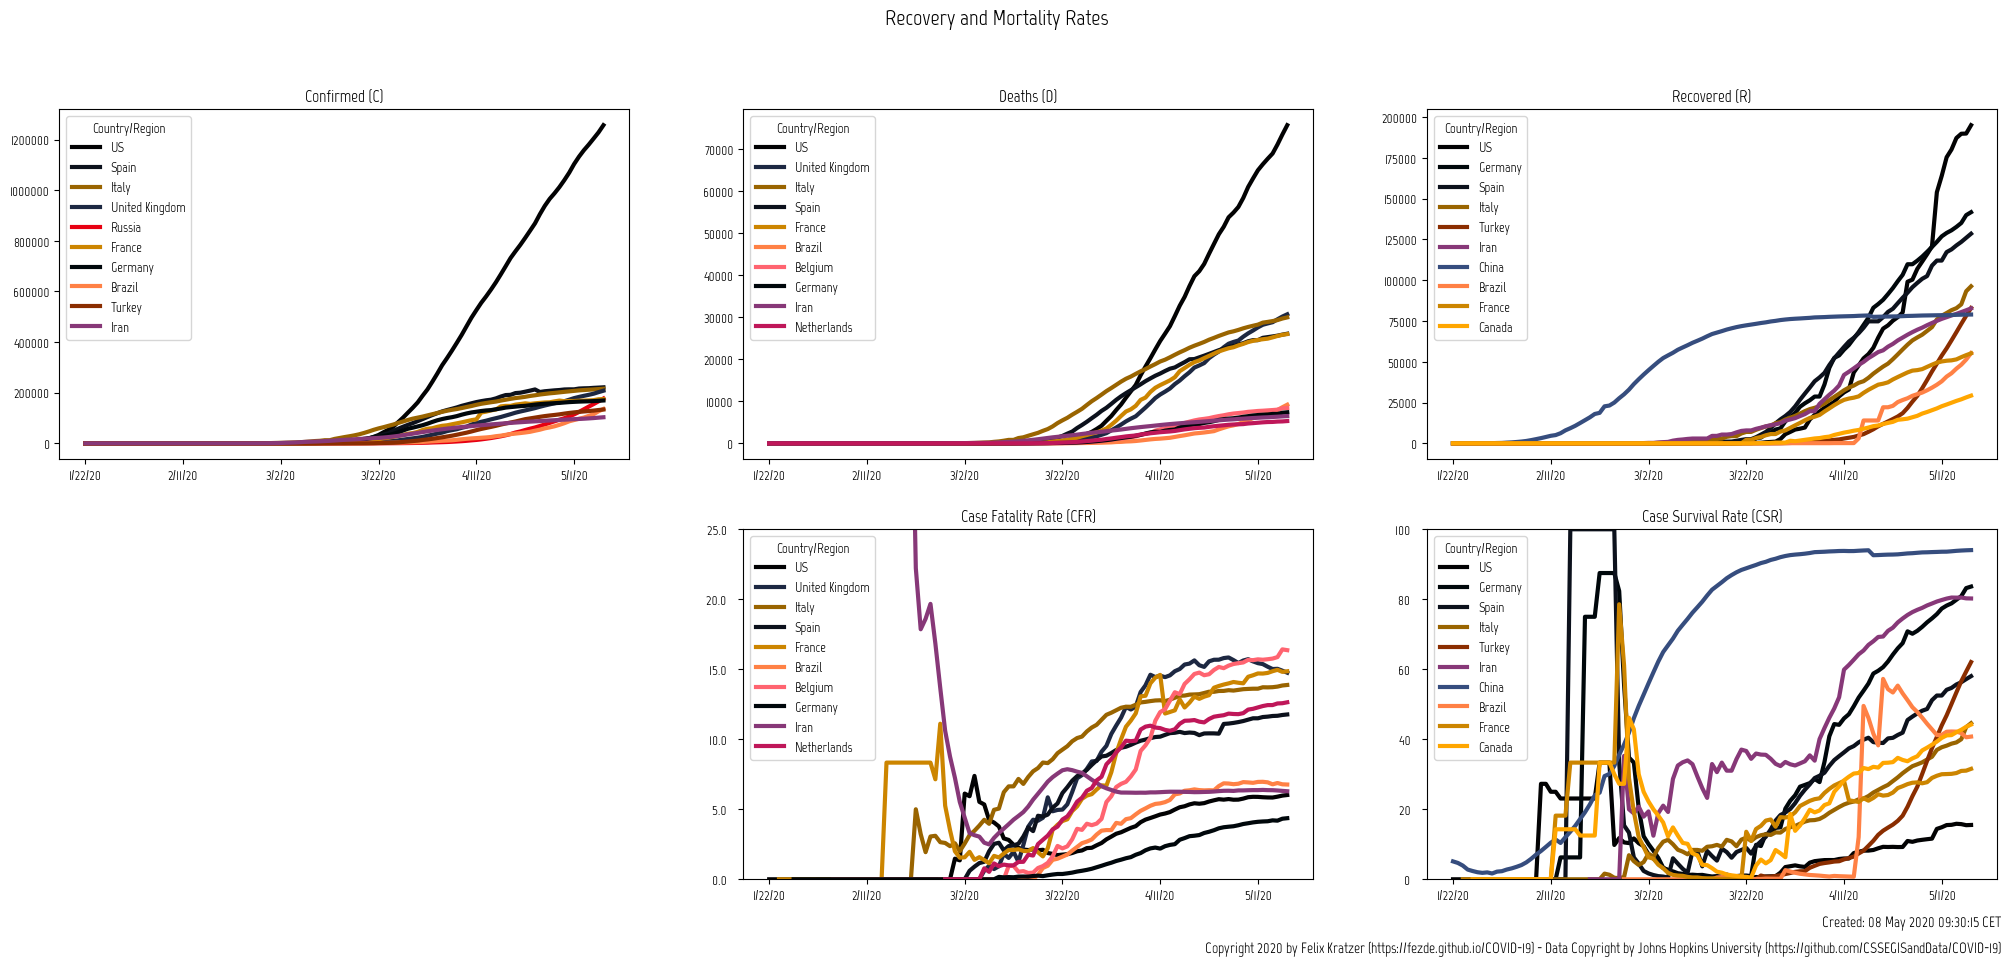 Recovery and Mortality Rates
Confirmed (C)
Country/Region
US
Spain
Italy
United Kingdom
Russia
France
Germany
Brazil
Turkey
Iran
1200000
1000000
800000
600000
400000
200000
0
1/22/20 2/11/20 3/2/20 3/22/20 4/11/20 5/1/20
Deaths (D)
Country/Region
US
United Kingdom
Italy
Spain
France
Brazil
Belgium
Germany
Iran
Netherlands
70000
60000
50000
40000
30000
20000
10000
0
1/22/20 2/11/20 3/2/20 3/22/20 4/11/20 5/1/20
Recovered (R)
Country/Region
US
Germany
Spain
Italy
Turkey
Iran
China
Brazil
France
Canada
200000
175000
150000
125000
100000
75000
50000
25000
0
1/22/20 2/11/20 3/2/20 3/22/20 4/11/20 5/1/20
Case Fatality Rate (CFR)
Country/Region
US
United Kingdom
Italy
Spain
France
Brazil
Belgium
Germany
Iran
Netherlands
25.0
20.0
15.0
10.0
5.0
0.0
1/22/20 2/11/20 3/2/20 3/22/20 4/11/20 5/1/20
Case Survival Rate (CSR)
Country/Region
US
Germany
Spain
Italy
Turkey
Iran
China
Brazil
France
Canada
100
80
60
40
20
0
1/22/20 2/11/20 3/2/20 3/22/20 4/11/20 5/1/20
Created: 08 May 2020 09:30:15 CET
Copyright 2020 by Felix Kratzer (https://fezde.github.io/COVID-19) - Data Copyright by Johns Hopkins University (https://github.com/CSSEGISandData/COVID-19)